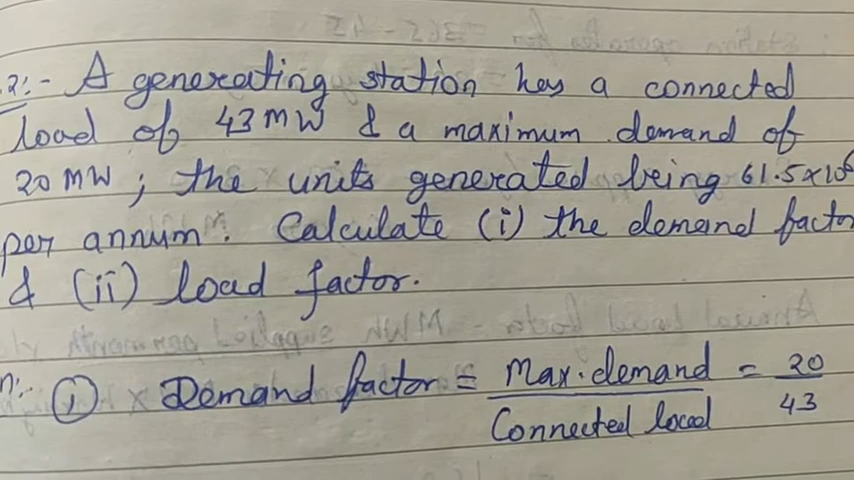 2:- A generating station has a connected
load of 43 MW & a maximum demand of
20 MW; the units generated being 61.5×10⁶
per annum. Calculate (i) the demand factor
& (ii) load factor.
n:- (i) Demand factor = Max. demand / Connected load = 20 / 43